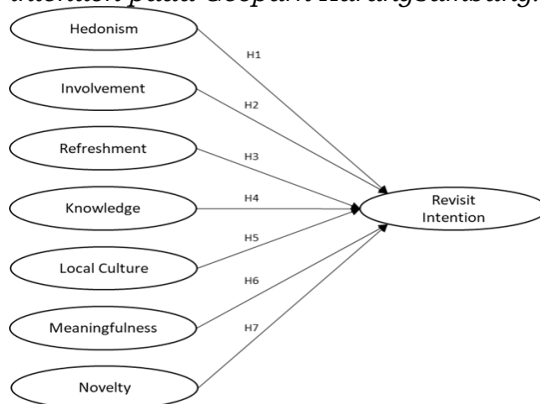 intention pada Geopark Karangsambung.
Hedonism
H1
Involvement
H2
Refreshment
H3
Knowledge
H4
Revisit
Intention
Local Culture
H5
Meaningfulness
H6
Novelty
H7